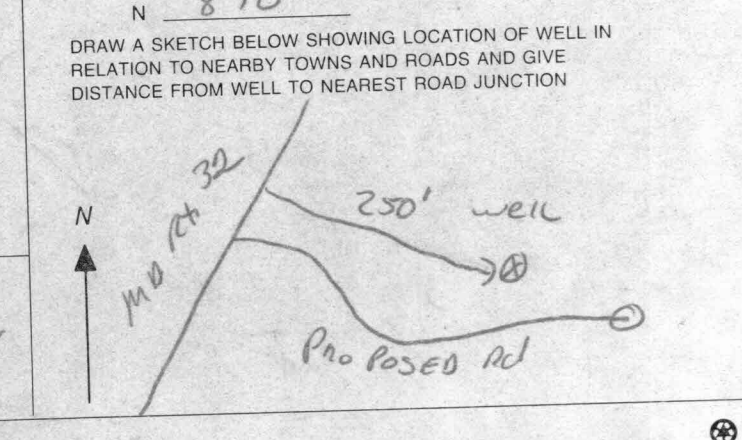 N
DRAW A SKETCH BELOW SHOWING LOCATION OF WELL IN
RELATION TO NEARBY TOWNS AND ROADS AND GIVE
DISTANCE FROM WELL TO NEAREST ROAD JUNCTION
MD Rt 32
250' well
N
PROPOSED Rd